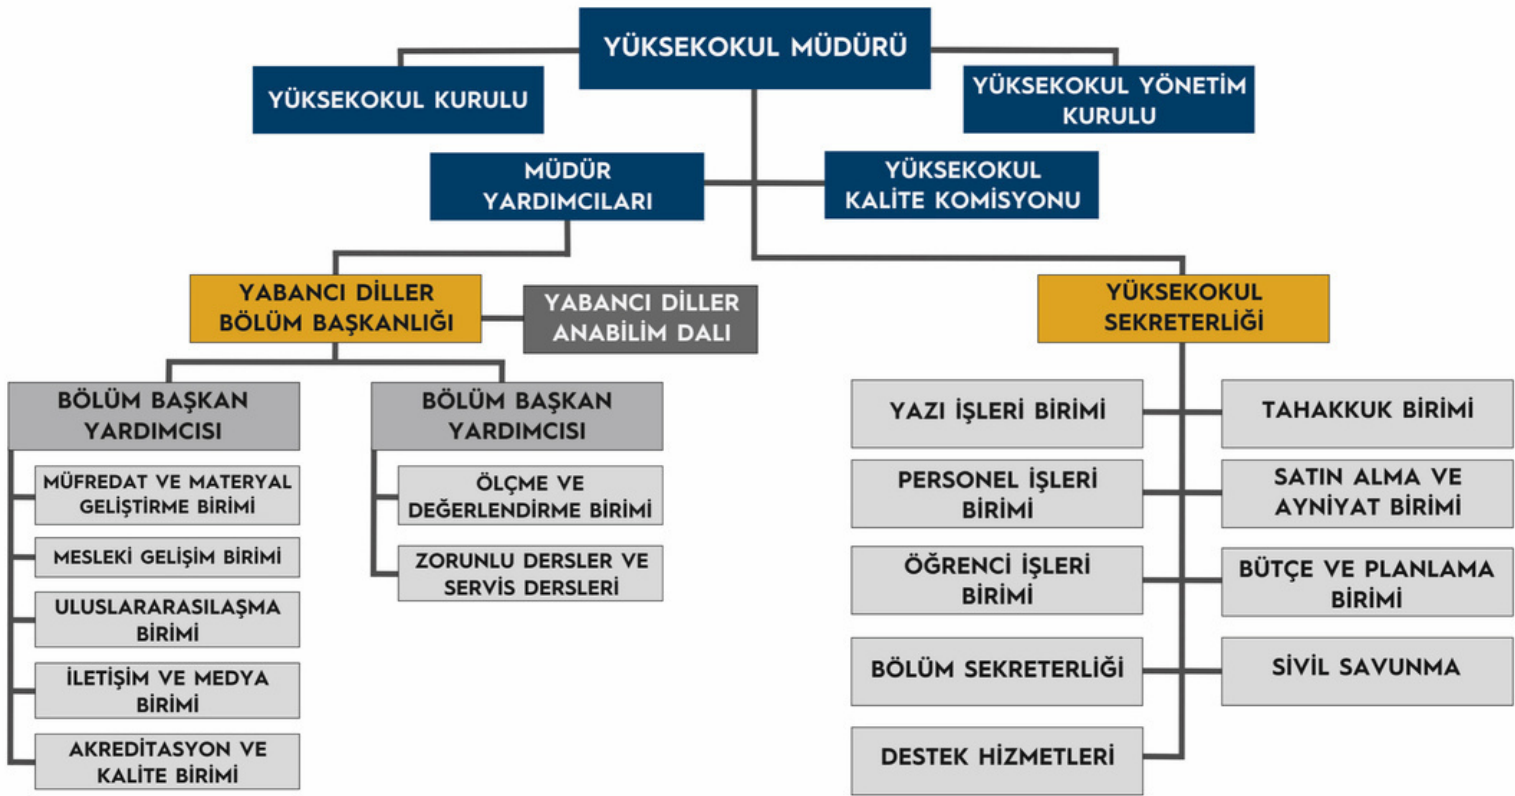 YÜKSEKOKUL MÜDÜRÜ
YÜKSEKOKUL KURULU
YÜKSEKOKUL YÖNETİM
KURULU
MÜDÜR
YARDIMCILARI
YÜKSEKOKUL
KALİTE KOMİSYONU
YABANCI DİLLER
BÖLÜM BAŞKANLIĞI
YABANCI DİLLER
ANABİLİM DALI
YÜKSEKOKUL
SEKRETERLİĞİ
BÖLÜM BAŞKAN
YARDIMCISI
MÜFREDAT VE MATERYAL
GELİŞTİRME BİRİMİ
MESLEKİ GELİŞİM BİRİMİ
ULUSLARARASILAŞMA
BİRİMİ
İLETİŞİM VE MEDYA
BİRİMİ
AKREDİTASYON VE
KALİTE BİRİMİ
BÖLÜM BAŞKAN
YARDIMCISI
ÖLÇME VE
DEĞERLENDİRME BİRİMİ
ZORUNLU DERSLER VE
SERVİS DERSLERİ
YAZI İŞLERİ BİRİMİ
TAHAKKUK BİRİMİ
PERSONEL İŞLERİ
BİRİMİ
SATIN ALMA VE
AYNİYAT BİRİMİ
ÖĞRENCİ İŞLERİ
BİRİMİ
BÜTÇE VE PLANLAMA
BİRİMİ
BÖLÜM SEKRETERLİĞİ
SİVİL SAVUNMA
DESTEK HİZMETLERİ